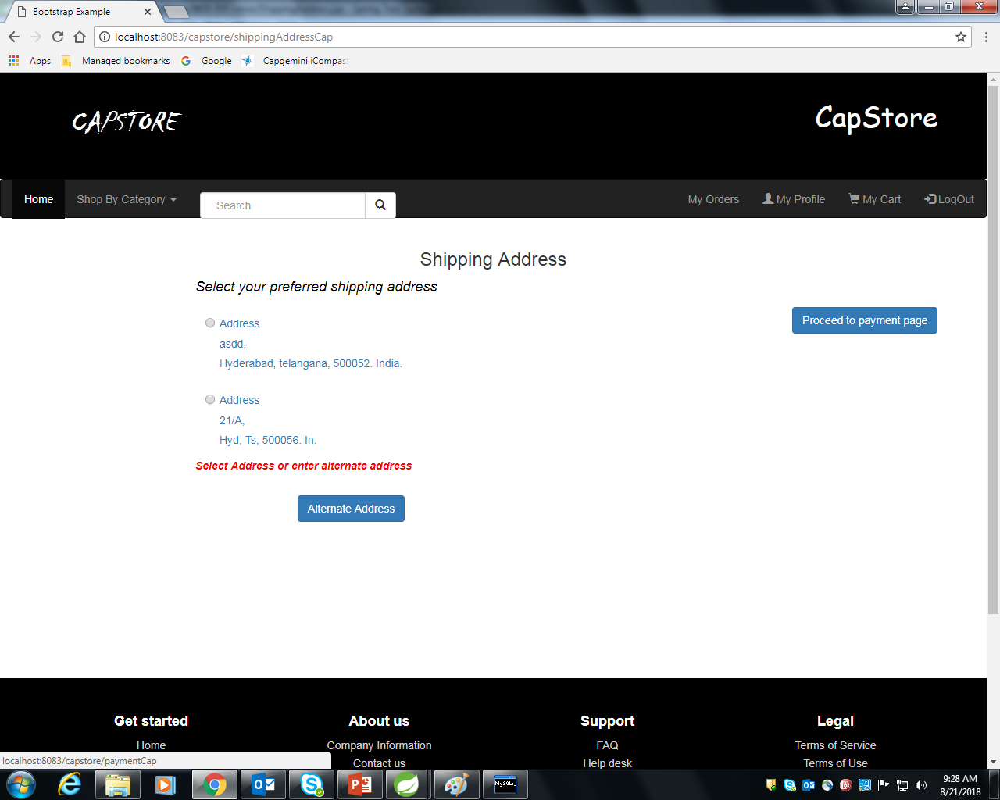 Bootstrap Example
localhost:8083/capstore/shippingAddressCap
Apps Managed bookmarks Google Capgemini iCompas
CAPSTORE
CapStore
Home Shop By Category Search My Orders My Profile My Cart LogOut
Shipping Address
Select your preferred shipping address
Address
Proceed to payment page
asdd,
Hyderabad, telangana, 500052. India.
Address
21/A,
Hyd, Ts, 500056. In.
Select Address or enter alternate address
Alternate Address
Get started About us Support Legal
Home Company Information FAQ Terms of Service
Contact us Help desk Terms of Use
localhost:8083/capstore/paymentCap
9:28 AM
8/21/2018